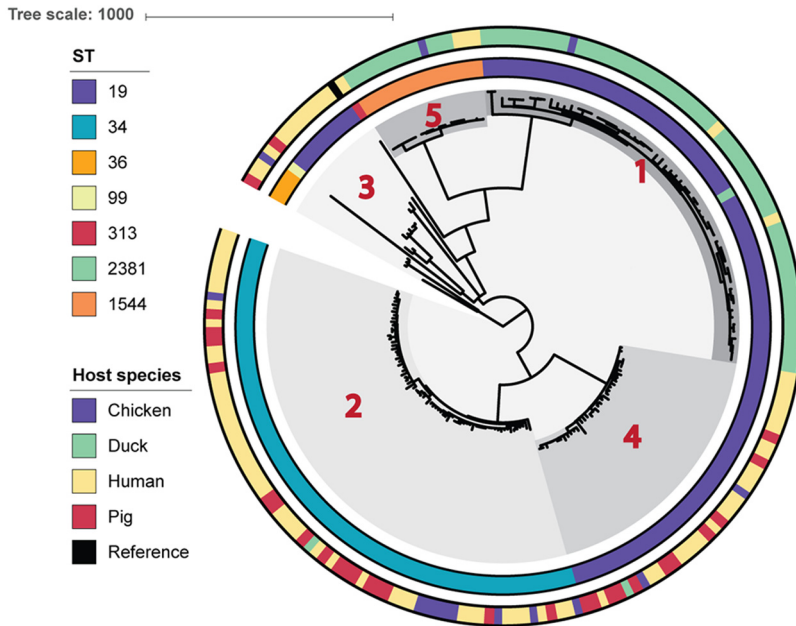 Tree scale: 1000
ST
19
34
36
99
313
2381
1544
Host species
Chicken
Duck
Human
Pig
Reference
5
1
3
2
4